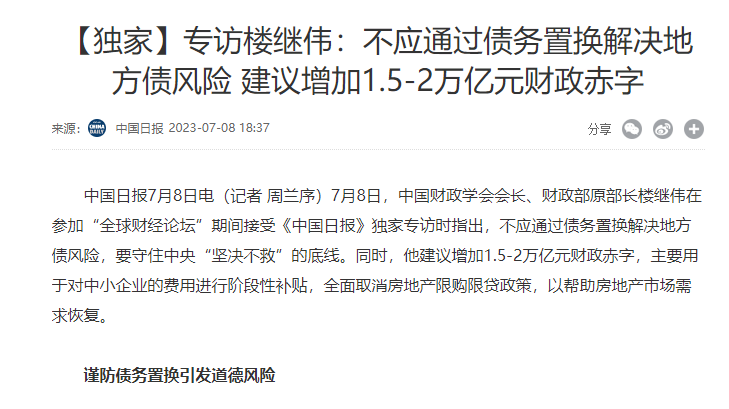 【独家】专访楼继伟：不应通过债务置换解决地
方债风险 建议增加1.5-2万亿元财政赤字
来源： CHINA DAILY 中国日报 2023-07-08 18:37 分享
中国日报7月8日电（记者 周兰序）7月8日，中国财政学会会长、财政部原部长楼继伟在
参加“全球财经论坛”期间接受《中国日报》独家专访时指出，不应通过债务置换解决地方
债风险，要守住中央“坚决不救”的底线。同时，他建议增加1.5-2万亿元财政赤字，主要用
于对中小企业的费用进行阶段性补贴，全面取消房地产限购限贷政策，以帮助房地产市场需
求恢复。
谨防债务置换引发道德风险